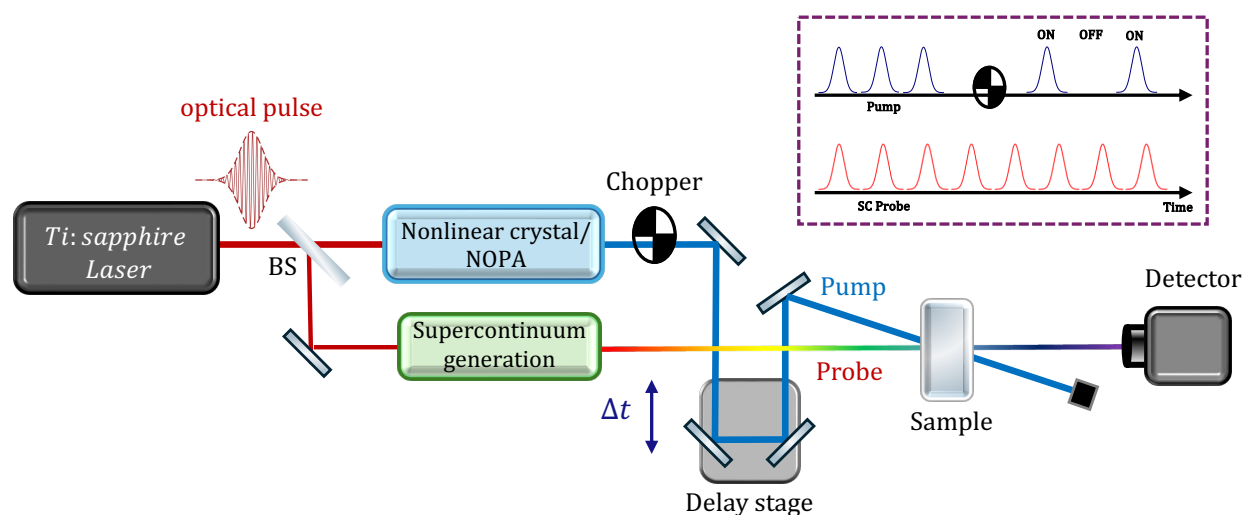 ON OFF ON
Pump
SC Probe
Time
optical pulse
Chopper
Ti: sapphire
Laser
BS
Nonlinear crystal/
NOPA
Supercontinuum
generation
Pump
Probe
Detector
Δt
Sample
Delay stage